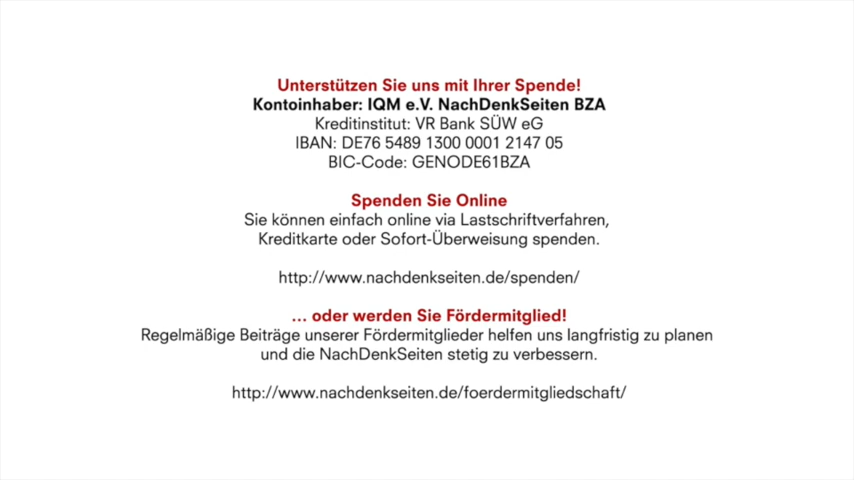 Unterstützen Sie uns mit Ihrer Spende!
Kontoinhaber: IQM e.V. NachDenkSeiten BZA
Kreditinstitut: VR Bank SÜW eG
IBAN: DE76 5489 1300 0001 2147 05
BIC-Code: GENODE61BZA
Spenden Sie Online
Sie können einfach online via Lastschriftverfahren,
Kreditkarte oder Sofort-Überweisung spenden.
http://www.nachdenkseiten.de/spenden/
... oder werden Sie Fördermitglied!
Regelmäßige Beiträge unserer Fördermitglieder helfen uns langfristig zu planen
und die NachDenkSeiten stetig zu verbessern.
http://www.nachdenkseiten.de/foerdermitgliedschaft/